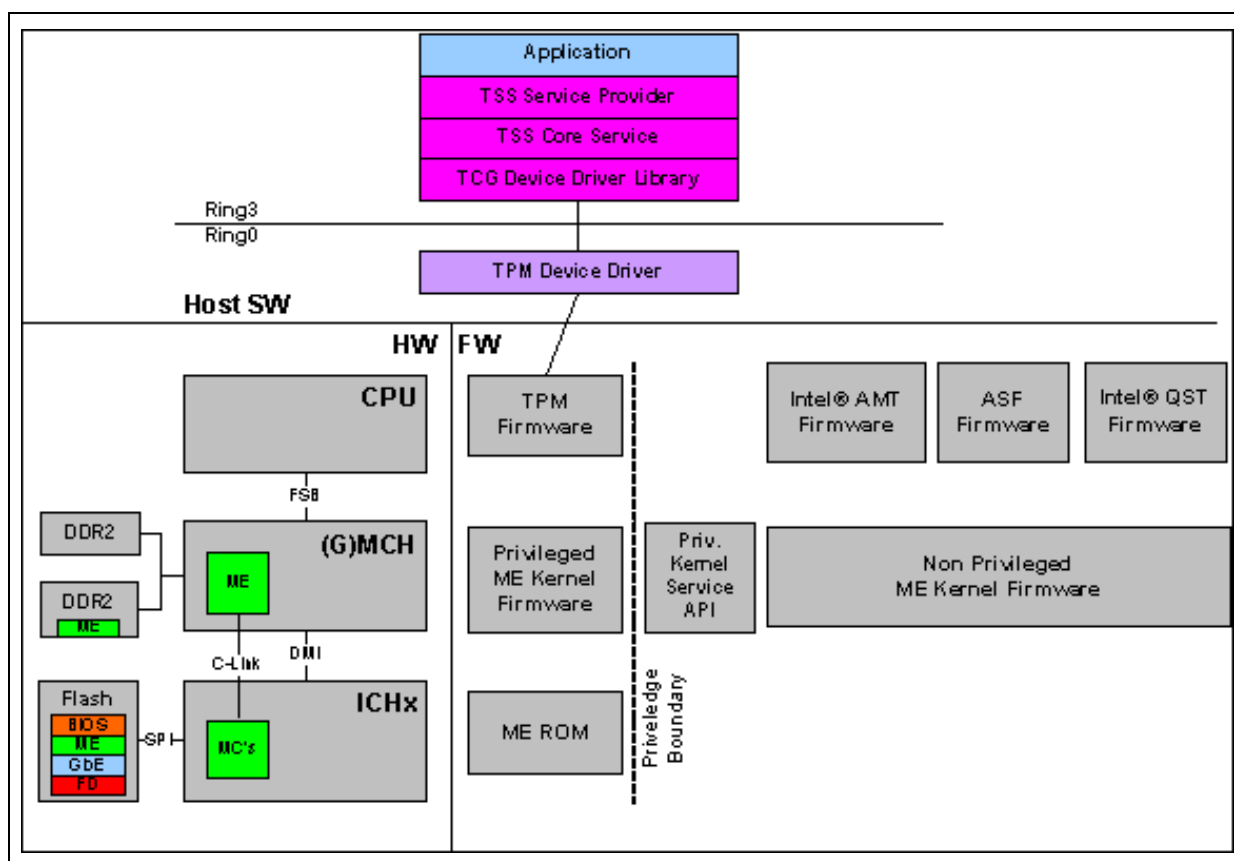 Application
TSS Service Provider
TSS Core Service
TCG Device Driver Library
Ring3
Ring0
TPM Device Driver
Host SW
HW
FW
CPU
FSB
DDR2
DDR2
ME
(G)MCH
ME
C-Link
DMI
Flash
BIOS
ME
GbE
FD
SPI
ICHx
MC's
TPM
Firmware
Intel® AMT
Firmware
ASF
Firmware
Intel® QST
Firmware
Privileged
ME Kernel
Firmware
Priv.
Kernel
Service
API
Non Privileged
ME Kernel Firmware
ME ROM
Priveledge
Boundary